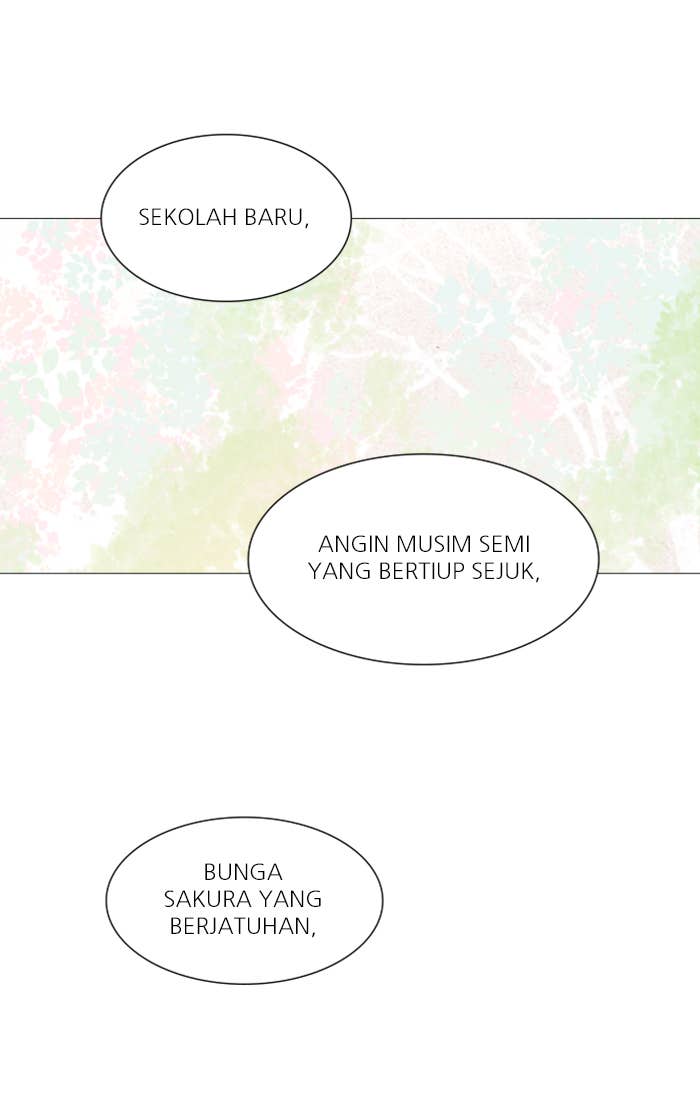 SEKOLAH BARU,
ANGIN MUSIM SEMI
YANG BERTIUP SEJUK,
BUNGA
SAKURA YANG
BERJATUHAN,